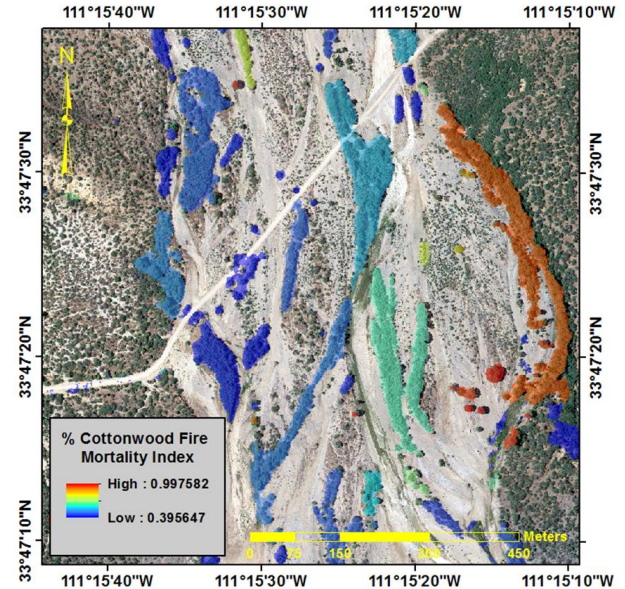 111°15'40"W 111°15'30"W 111°15'20"W 111°15'10"W
N
33°47'30"N 33°47'30"N
33°47'20"N 33°47'20"N
% Cottonwood Fire
Mortality Index
High : 0.997582
Low : 0.395647
33°47'10"N 33°47'10"N
Meters
0 75 150 300 450
111°15'40"W 111°15'30"W 111°15'20"W 111°15'10"W